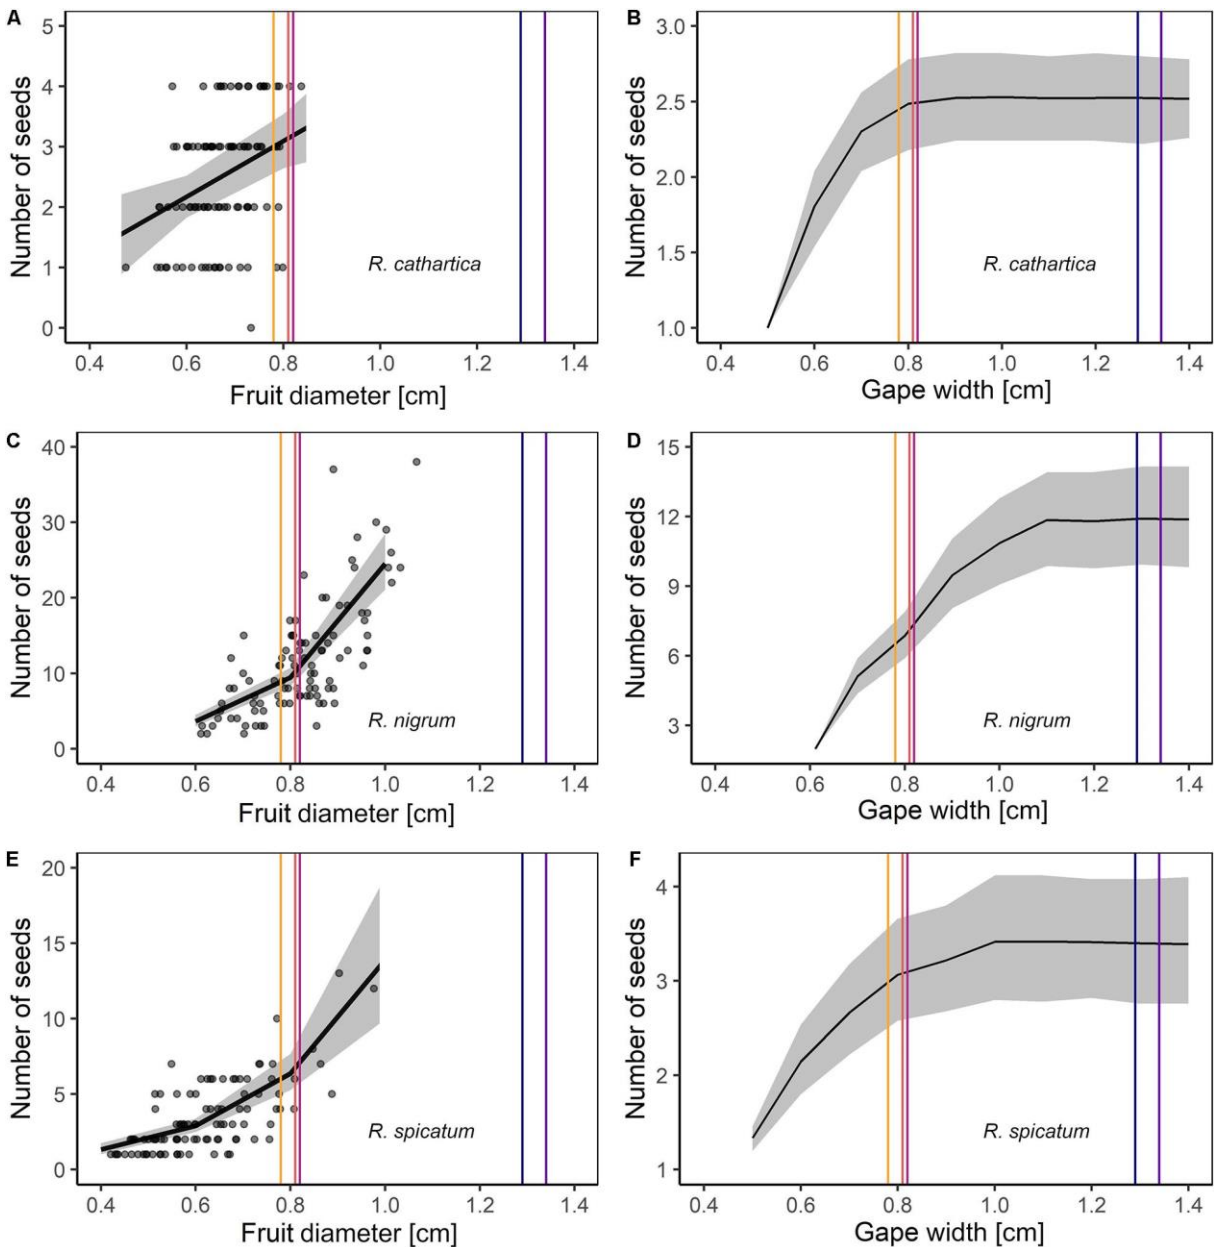 A
5
4
3
2
1
0
Number of seeds
R. cathartica
0.4 0.6 0.8 1.0 1.2 1.4
Fruit diameter [cm]
B
3.0
2.5
2.0
1.5
1.0
Number of seeds
R. cathartica
0.4 0.6 0.8 1.0 1.2 1.4
Gape width [cm]
C
40
30
20
10
0
Number of seeds
R. nigrum
0.4 0.6 0.8 1.0 1.2 1.4
Fruit diameter [cm]
D
15
12
9
6
3
Number of seeds
R. nigrum
0.4 0.6 0.8 1.0 1.2 1.4
Gape width [cm]
E
20
15
10
5
0
Number of seeds
R. spicatum
0.4 0.6 0.8 1.0 1.2 1.4
Fruit diameter [cm]
F
4
3
2
1
Number of seeds
R. spicatum
0.4 0.6 0.8 1.0 1.2 1.4
Gape width [cm]